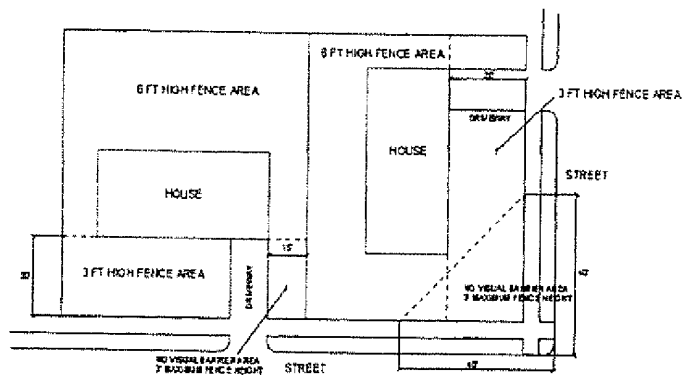 6 FT HIGH FENCE AREA
6 FT HIGH FENCE AREA
3 FT HIGH FENCE AREA
DRIVEWAY
HOUSE
STREET
HOUSE
15'
3 FT HIGH FENCE AREA
DRIVEWAY
NO VISUAL BARRIER AREA
3' MAXIMUM FENCE HEIGHT
NO VISUAL BARRIER AREA
3' MAXIMUM FENCE HEIGHT
STREET